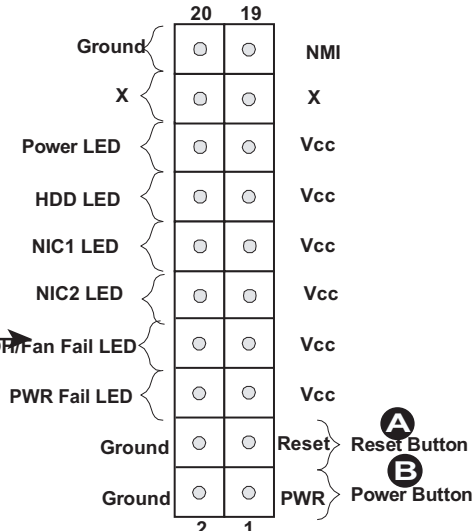 20 19
Ground NMI
X X
Power LED Vcc
HDD LED Vcc
NIC1 LED Vcc
NIC2 LED Vcc
Fan Fail LED Vcc
PWR Fail LED Vcc
A
Ground Reset Reset Button
B
Ground PWR Power Button
2 1